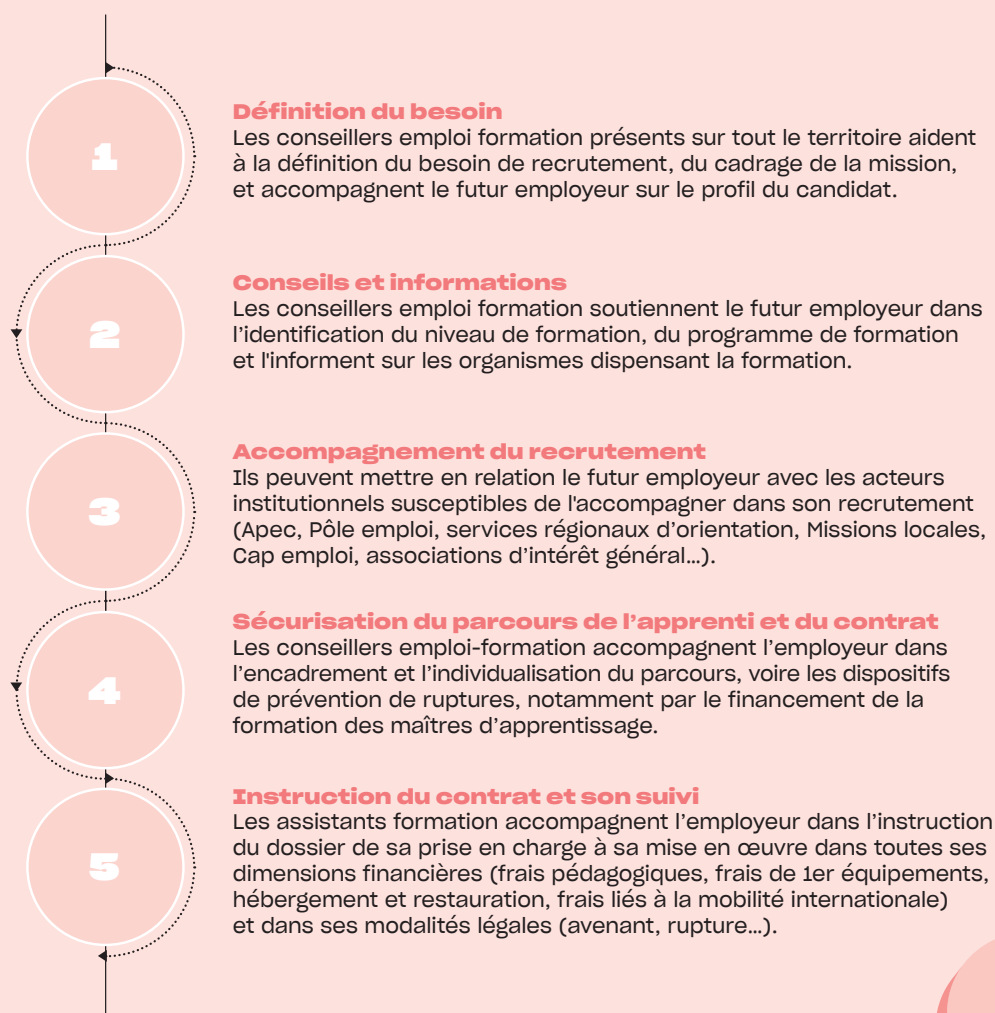 1
Définition du besoin
Les conseillers emploi formation présents sur tout le territoire aident
à la définition du besoin de recrutement, du cadrage de la mission,
et accompagnent le futur employeur sur le profil du candidat.
2
Conseils et informations
Les conseillers emploi formation soutiennent le futur employeur dans
l’identification du niveau de formation, du programme de formation
et l'informent sur les organismes dispensant la formation.
3
Accompagnement du recrutement
Ils peuvent mettre en relation le futur employeur avec les acteurs
institutionnels susceptibles de l'accompagner dans son recrutement
(Apec, Pôle emploi, services régionaux d’orientation, Missions locales,
Cap emploi, associations d’intérêt général…).
4
Sécurisation du parcours de l’apprenti et du contrat
Les conseillers emploi-formation accompagnent l’employeur dans
l’encadrement et l’individualisation du parcours, voire les dispositifs
de prévention de ruptures, notamment par le financement de la
formation des maîtres d’apprentissage.
5
Instruction du contrat et son suivi
Les assistants formation accompagnent l’employeur dans l’instruction
du dossier de sa prise en charge à sa mise en œuvre dans toutes ses
dimensions financières (frais pédagogiques, frais de 1er équipements,
hébergement et restauration, frais liés à la mobilité internationale)
et dans ses modalités légales (avenant, rupture…).